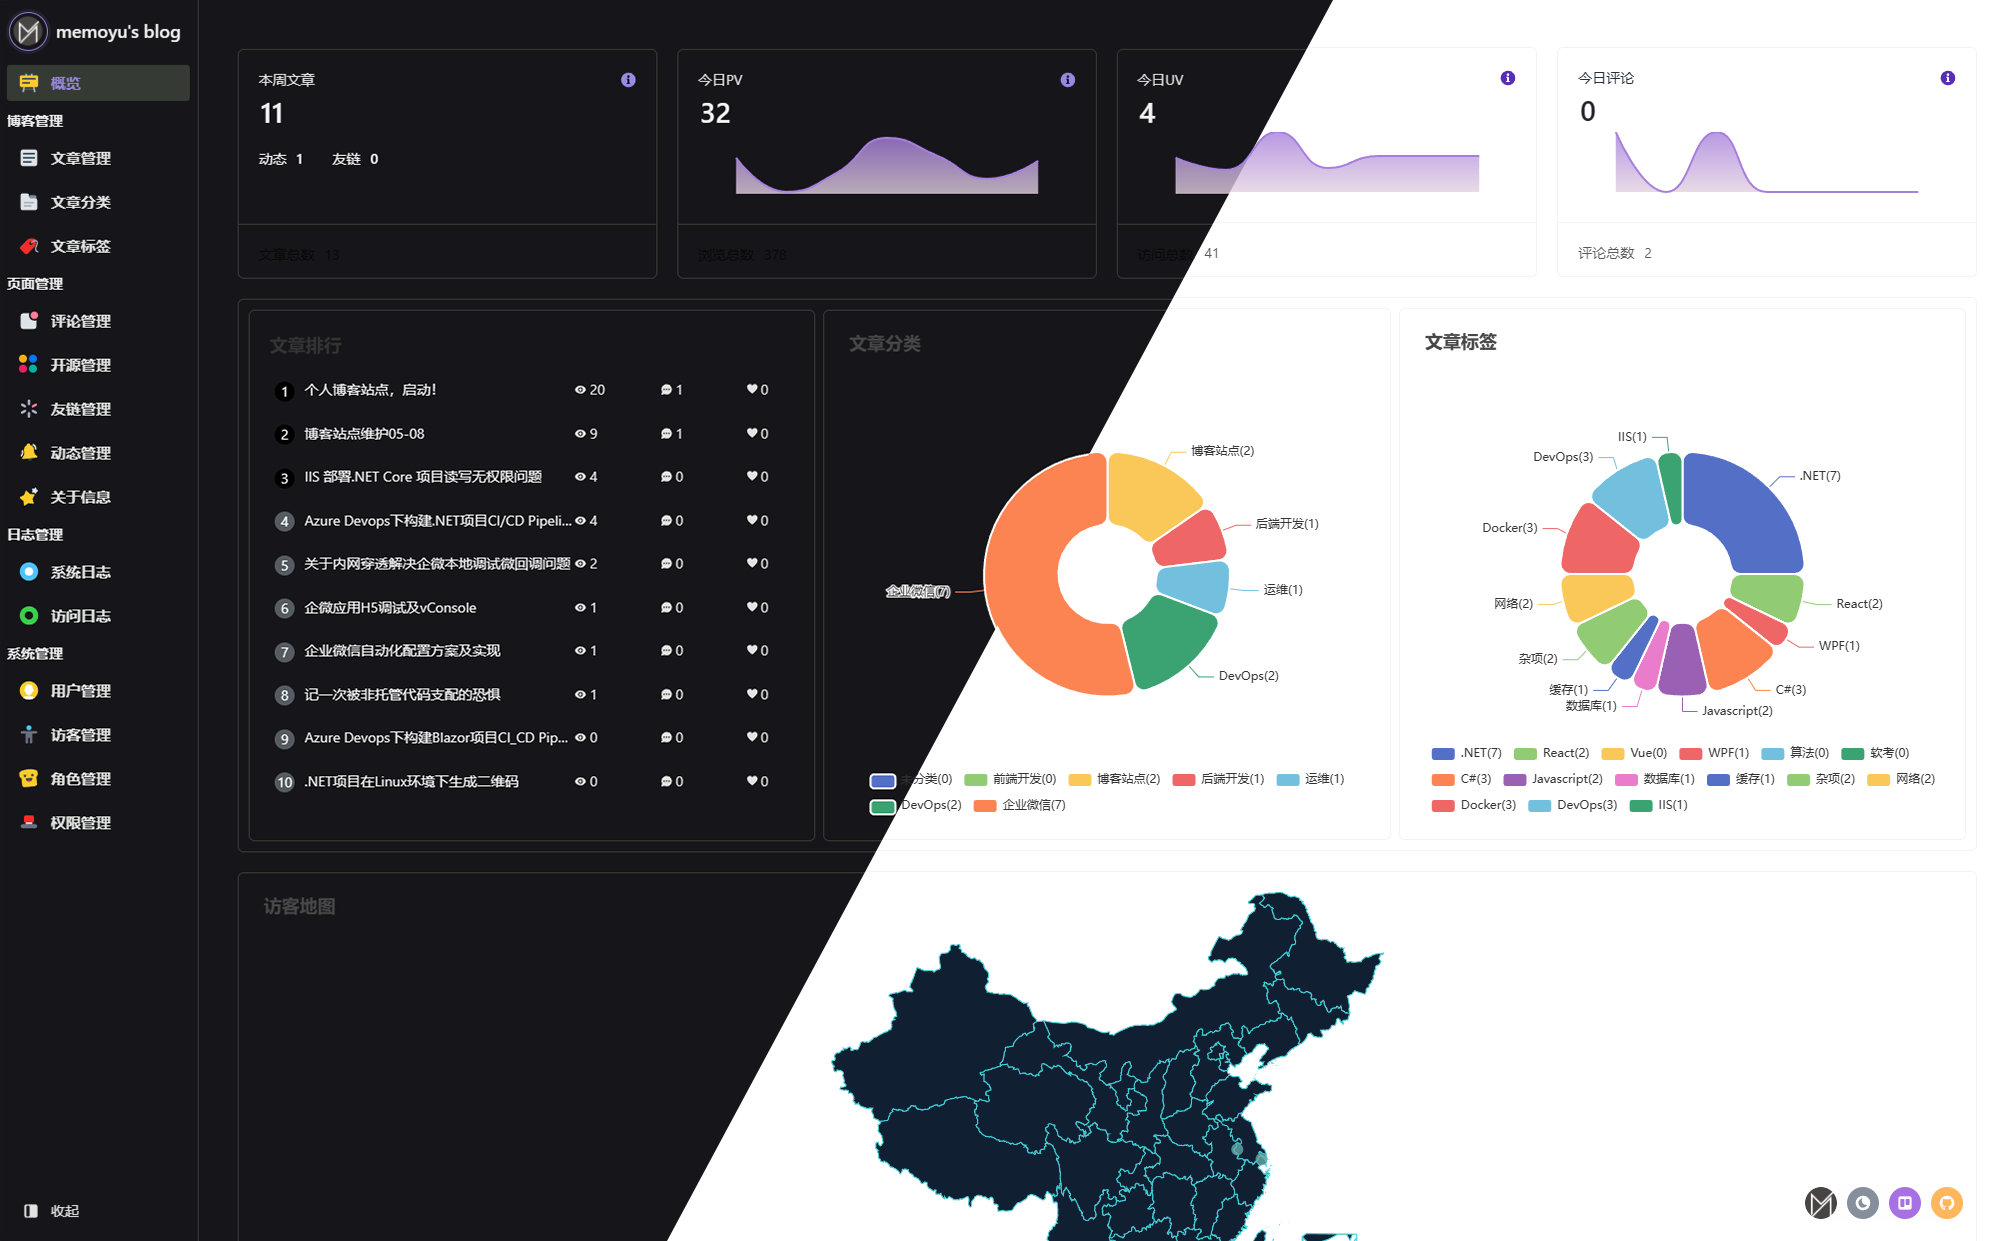 memoyu's blog
概览
博客管理
文章管理
文章分类
文章标签
页面管理
评论管理
开源管理
友链管理
动态管理
关于信息
日志管理
系统日志
访问日志
系统管理
用户管理
访客管理
角色管理
权限管理
收起
本周文章
11
动态 1 友链 0
文章总数 13
今日PV
32
浏览总数 378
今日UV
4
访问总数 41
今日评论
0
评论总数 2
文章排行
1 个人博客站点，启动! 20 1 0
2 博客站点维护05-08 9 1 0
3 IIS 部署.NET Core 项目读写无权限问题 4 0 0
4 Azure Devops下构建.NET项目CI/CD Pipeli... 4 0 0
5 关于内网穿透解决企微本地调试微回调问题 2 0 0
6 企微应用H5调试及vConsole 1 0 0
7 企业微信自动化配置方案及实现 1 0 0
8 记一次被非托管代码支配的恐惧 1 0 0
9 Azure Devops下构建Blazor项目CI_CD Pip... 0 0 0
10 .NET项目在Linux环境下生成二维码 0 0 0
文章分类
博客站点(2)
后端开发(1)
企业微信(7)
运维(1)
DevOps(2)
未分类(0) 前端开发(0) 博客站点(2) 后端开发(1) 运维(1)
DevOps(2) 企业微信(7)
文章标签
IIS(1)
DevOps(3)
.NET(7)
Docker(3)
网络(2)
React(2)
WPF(1)
杂项(2)
缓存(1)
C#(3)
数据库(1)
Javascript(2)
.NET(7) React(2) Vue(0) WPF(1) 算法(0) 软考(0)
C#(3) Javascript(2) 数据库(1) 缓存(1) 杂项(2) 网络(2)
Docker(3) DevOps(3) IIS(1)
访客地图